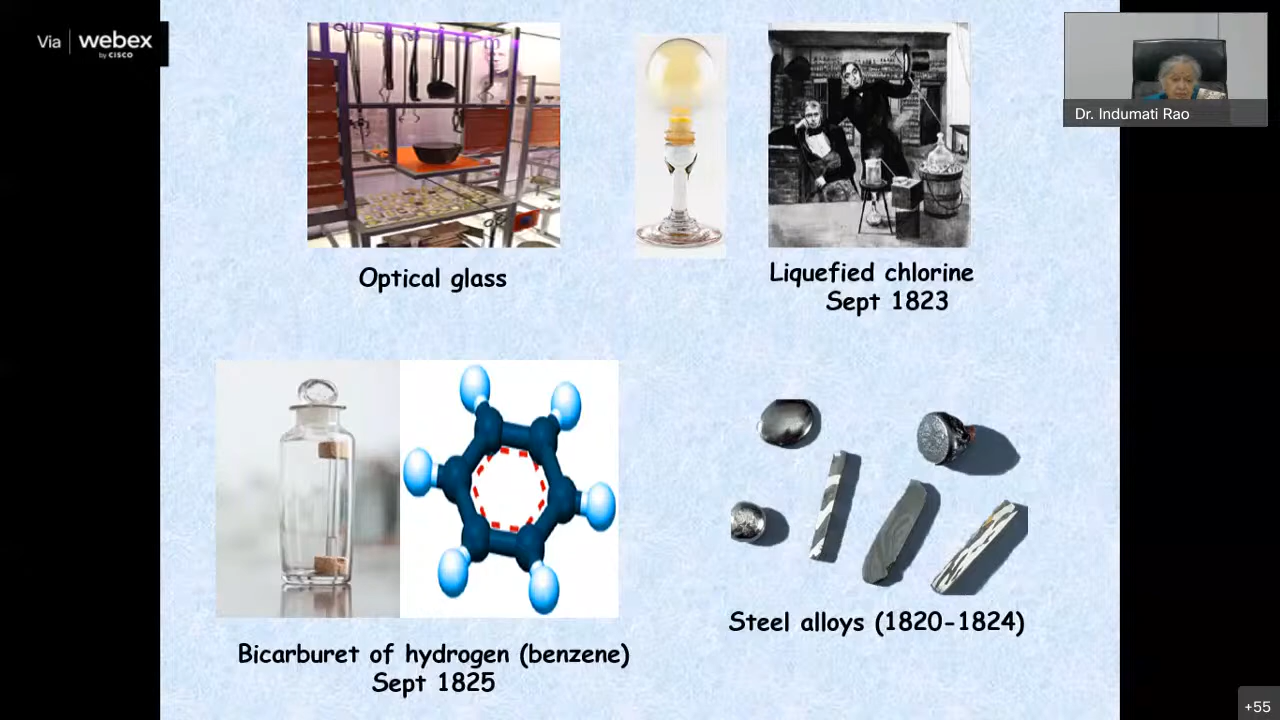 Via webex
by CISCO
Dr. Indumati Rao
Optical glass
Liquefied chlorine
Sept 1823
Bicarburet of hydrogen (benzene)
Sept 1825
Steel alloys (1820-1824)
+55